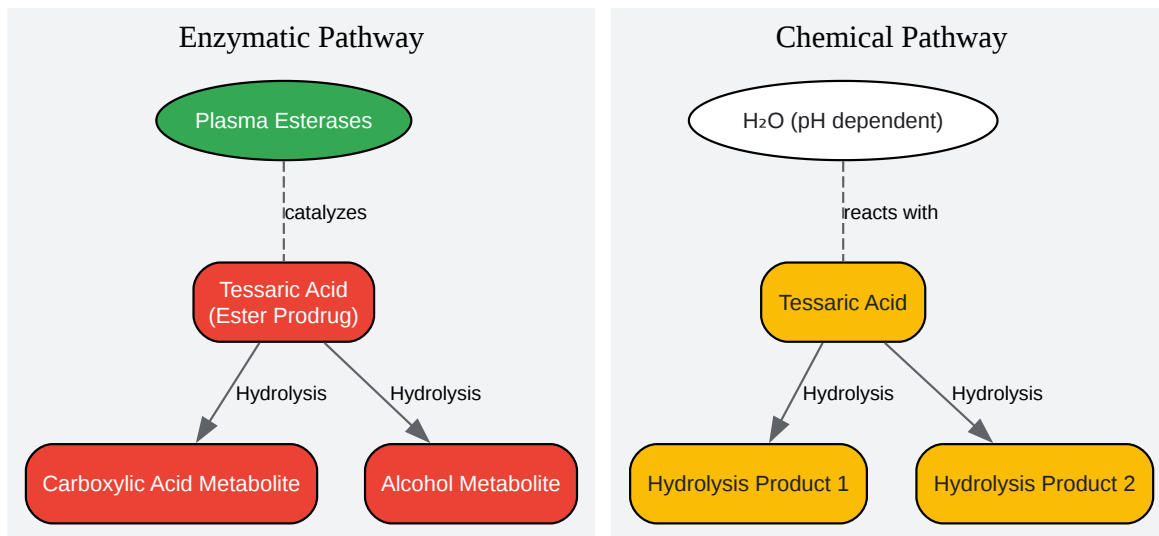 Enzymatic Pathway
Plasma Esterases
catalyzes
Tessaric Acid
(Ester Prodrug)
Hydrolysis
Hydrolysis
Carboxylic Acid Metabolite
Alcohol Metabolite
Chemical Pathway
H₂O (pH dependent)
reacts with
Tessaric Acid
Hydrolysis
Hydrolysis
Hydrolysis Product 1
Hydrolysis Product 2